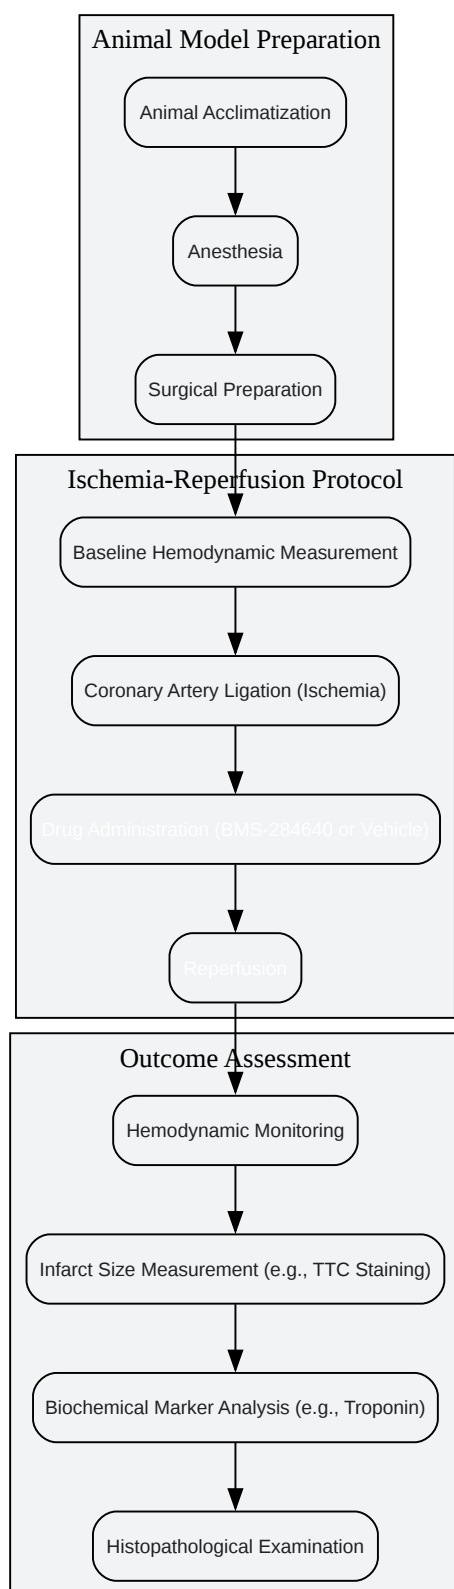 Animal Model Preparation
Animal Acclimatization
Anesthesia
Surgical Preparation
Ischemia-Reperfusion Protocol
Baseline Hemodynamic Measurement
Coronary Artery Ligation (Ischemia)
Drug Administration (BMS-284640 or Vehicle)
Reperfusion
Outcome Assessment
Hemodynamic Monitoring
Infarct Size Measurement (e.g., TTC Staining)
Biochemical Marker Analysis (e.g., Troponin)
Histopathological Examination